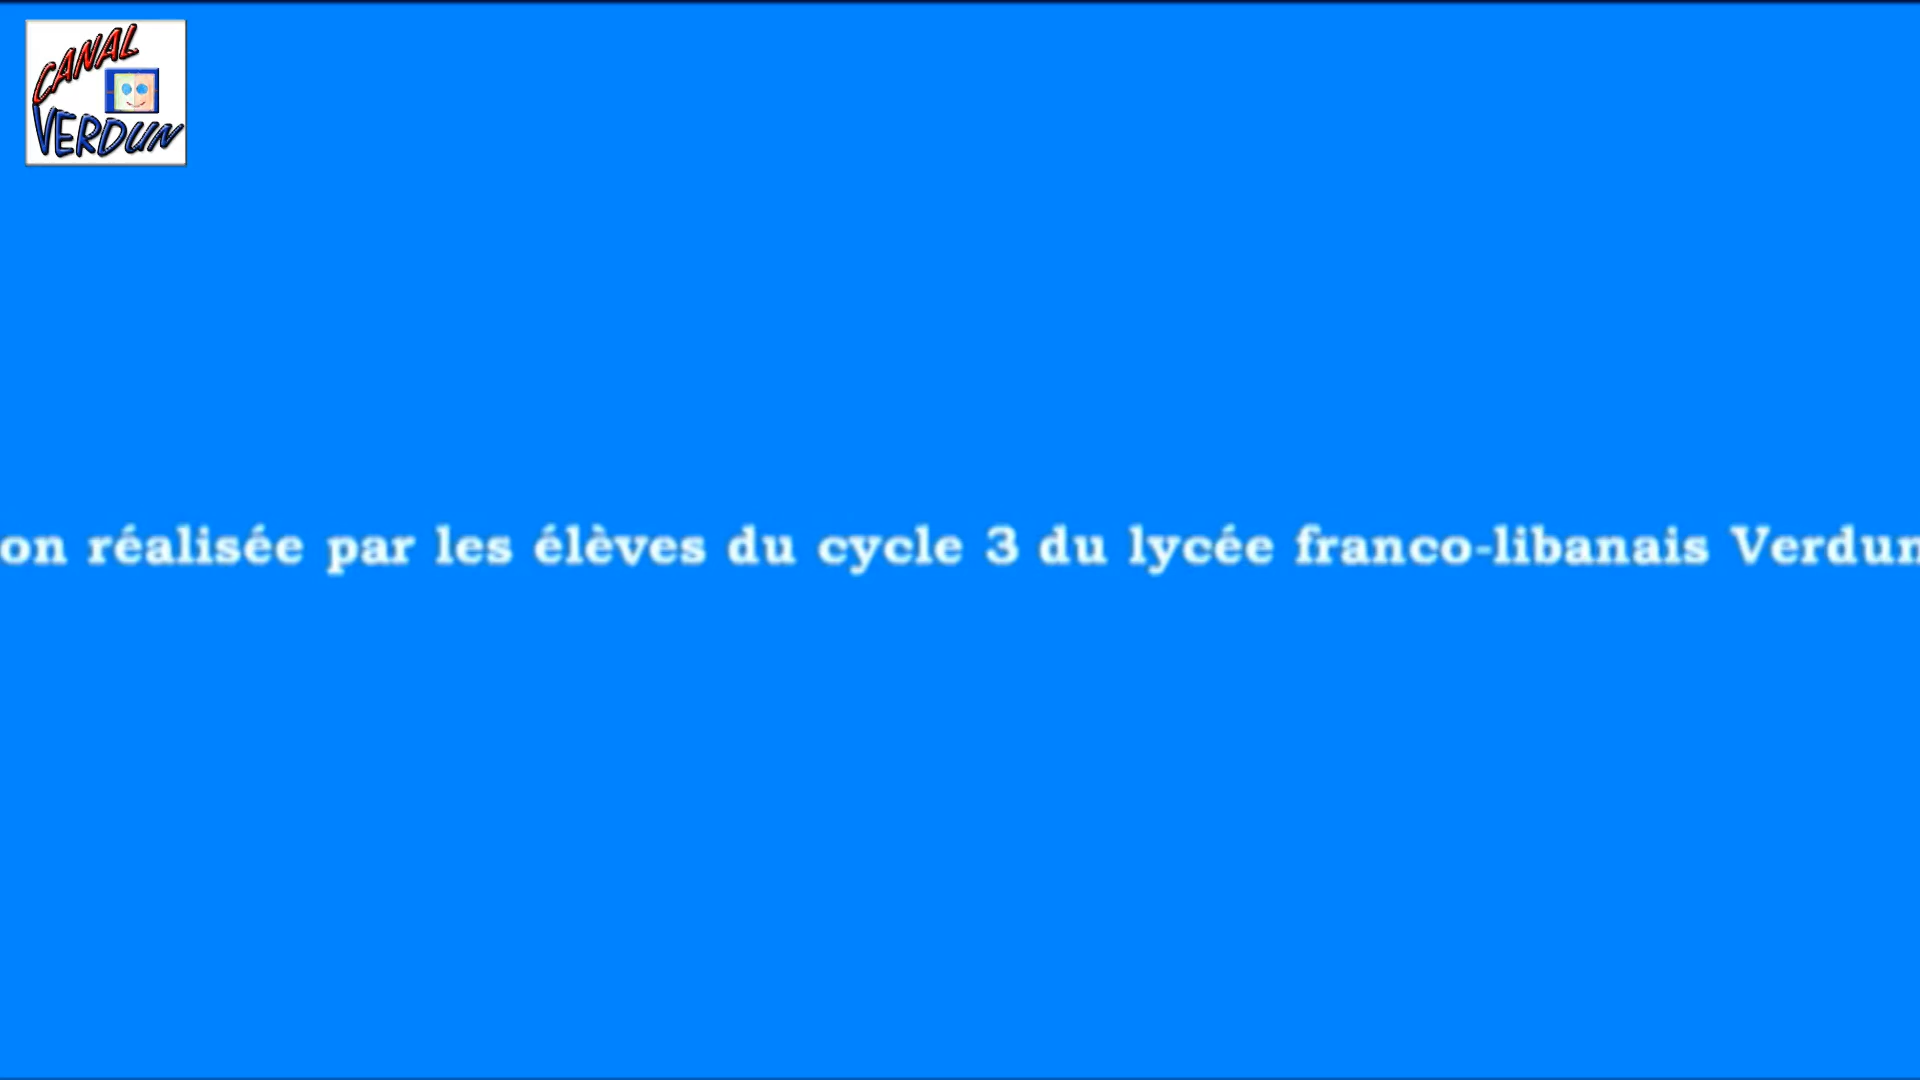 CANAL
VERDUN
on réalisée par les élèves du cycle 3 du lycée franco-libanais Verdun